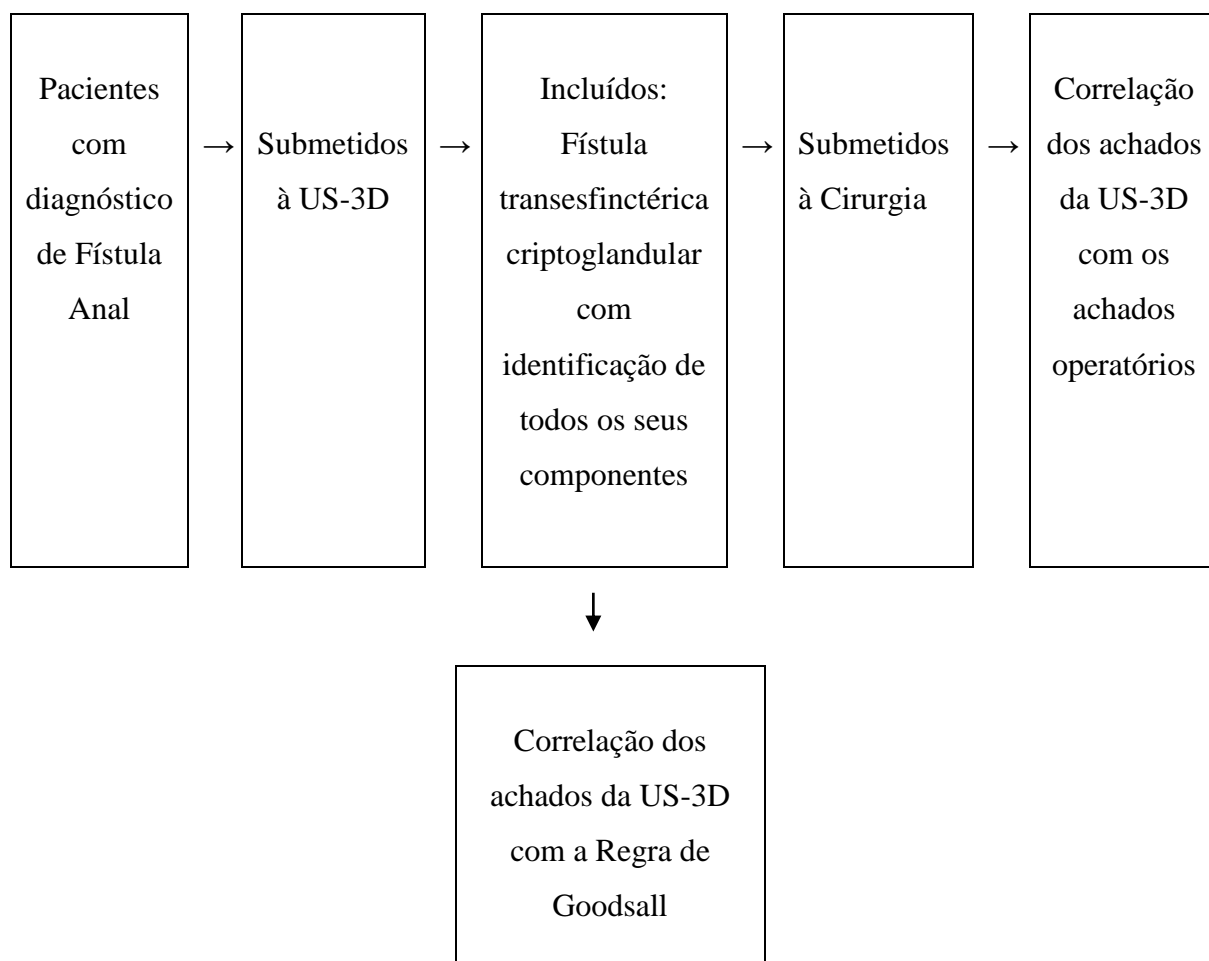 Pacientes
com
diagnóstico
de Fístula
Anal
→
Submetidos
à US-3D
→
Incluídos:
Fístula
transesfinctérica
criptoglandular
com
identificação de
todos os seus
componentes
→
Submetidos
à Cirurgia
→
Correlação
dos achados
da US-3D
com os
achados
operatórios
Correlação dos
achados da US-3D
com a Regra de
Goodsall